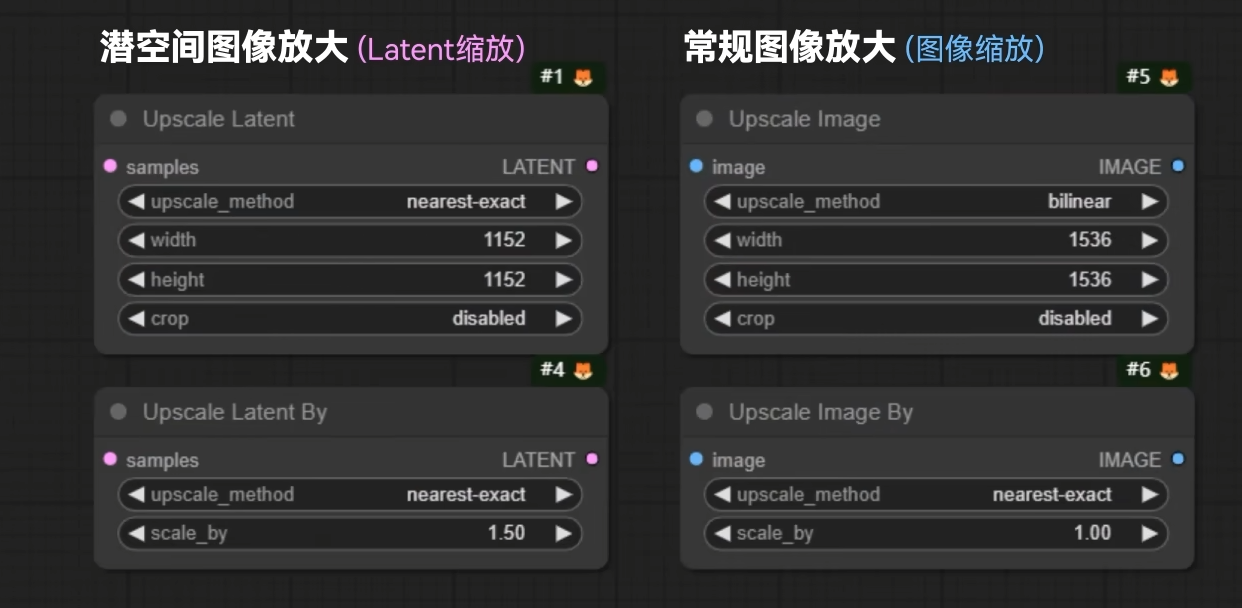 潜空间图像放大 (Latent缩放)
#1
Upscale Latent
samples LATENT
upscale_method nearest-exact
width 1152
height 1152
crop disabled
#4
Upscale Latent By
samples LATENT
upscale_method nearest-exact
scale_by 1.50
常规图像放大 (图像缩放)
#5
Upscale Image
image IMAGE
upscale_method bilinear
width 1536
height 1536
crop disabled
#6
Upscale Image By
image IMAGE
upscale_method nearest-exact
scale_by 1.00